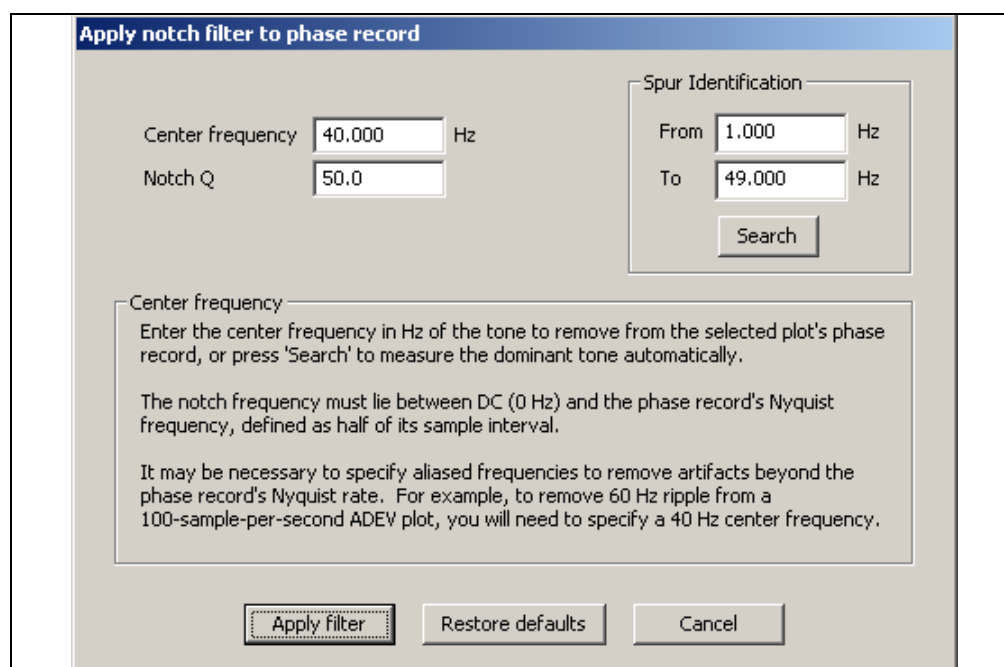 Apply notch filter to phase record
Center frequency 40.000 Hz
Notch Q 50.0
Spur Identification
From 1.000 Hz
To 49.000 Hz
Search
Center frequency
Enter the center frequency in Hz of the tone to remove from the selected plot's phase
record, or press 'Search' to measure the dominant tone automatically.
The notch frequency must lie between DC (0 Hz) and the phase record's Nyquist
frequency, defined as half of its sample interval.
It may be necessary to specify aliased frequencies to remove artifacts beyond the
phase record's Nyquist rate. For example, to remove 60 Hz ripple from a
100-sample-per-second ADEV plot, you will need to specify a 40 Hz center frequency.
Apply filter Restore defaults Cancel